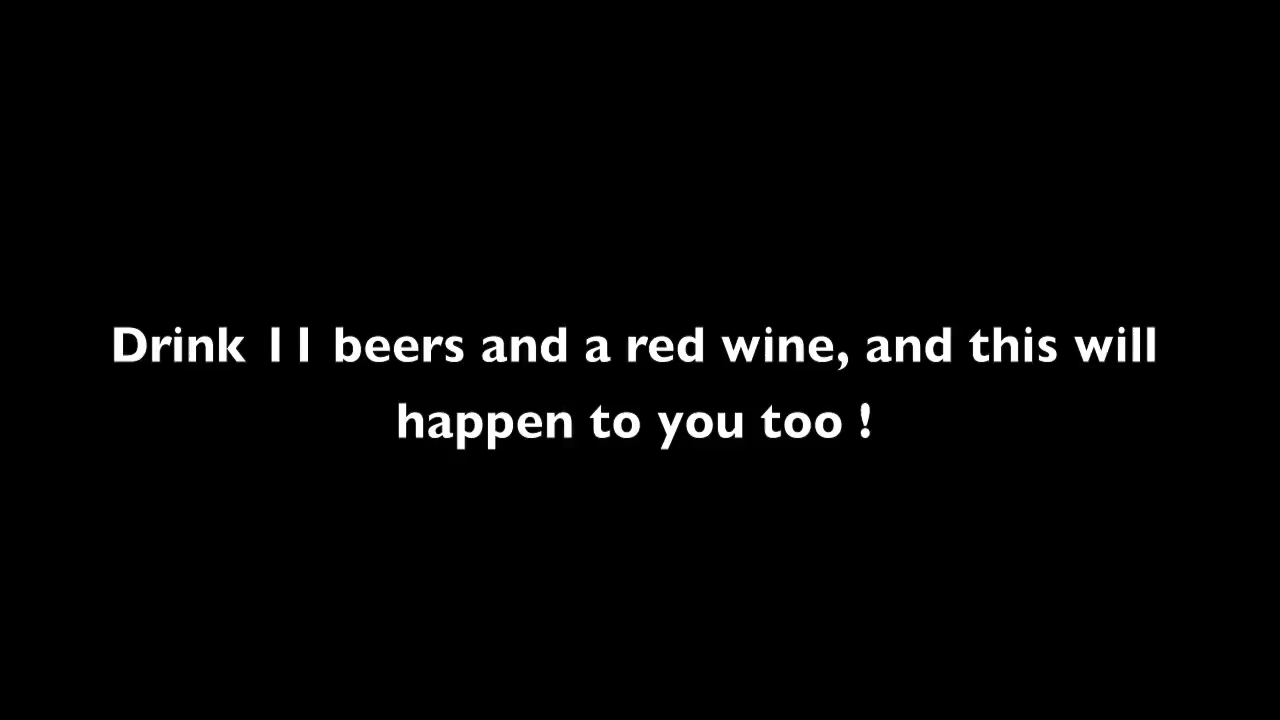 Drink 11 beers and a red wine, and this will
happen to you too !